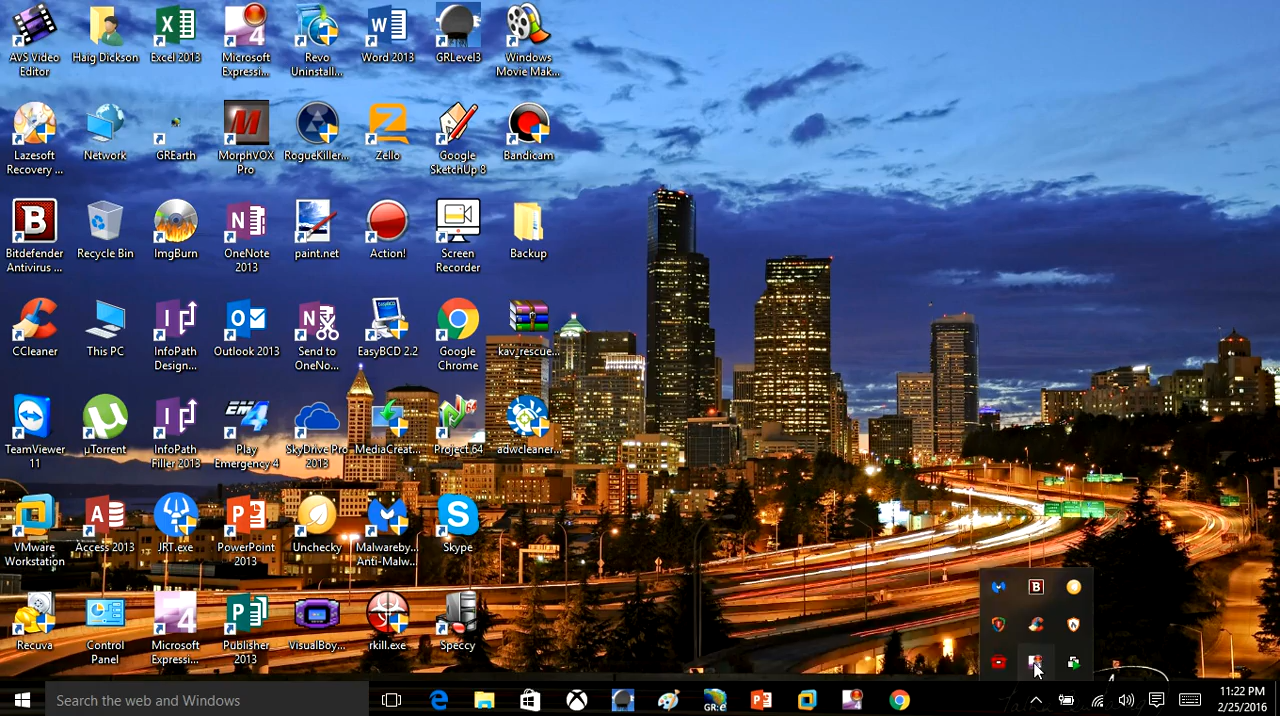 AVS Video
Editor
Haig Dickson
Excel 2013
Microsoft
Expressi...
Revo
Uninstall...
Word 2013
GRLevel3
Windows
Movie Mak...
Lazesoft
Recovery ...
Network
GREarth
MorphVOX
Pro
RogueKiller...
Zello
Google
SketchUp 8
Bandicam
Bitdefender
Antivirus ...
Recycle Bin
ImgBurn
OneNote
2013
paint.net
Action!
Screen
Recorder
Backup
CCleaner
This PC
InfoPath
Design...
Outlook 2013
Send to
OneNo...
EasyBCD 2.2
Google
Chrome
kav_rescue...
TeamViewer
11
µTorrent
InfoPath
Filler 2013
Play
Emergency 4
SkyDrive Pro
2013
MediaCreat...
Project 64
adwcleaner...
VMware
Workstation
Access 2013
JRT.exe
PowerPoint
2013
Unchecky
Malwareby...
Anti-Malw...
Skype
Recuva
Control
Panel
Microsoft
Expressi...
Publisher
2013
VisualBoy...
rkill.exe
Speccy
Search the web and Windows
GR:e
11:22 PM
2/25/2016